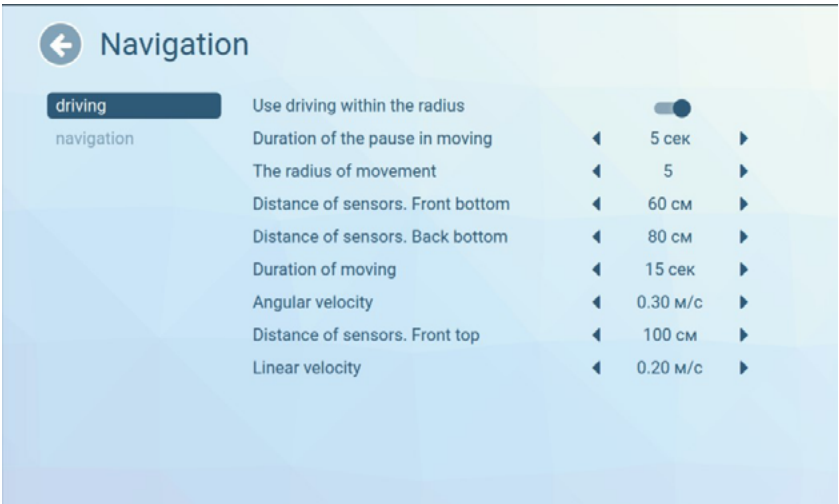 Navigation
driving
Use driving within the radius
navigation
Duration of the pause in moving 5 сек
The radius of movement 5
Distance of sensors. Front bottom 60 см
Distance of sensors. Back bottom 80 см
Duration of moving 15 сек
Angular velocity 0.30 м/с
Distance of sensors. Front top 100 см
Linear velocity 0.20 м/с